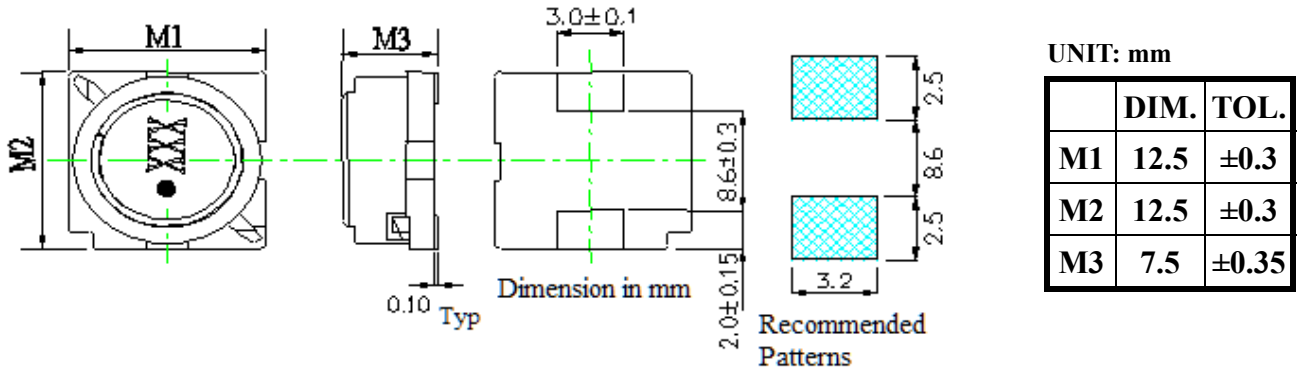 M1
M2
XXX
M3
0.10 Typ
3.0±0.1
8.6±0.3
2.0±0.15
Dimension in mm
2.5
8.6
2.5
3.2
Recommended
Patterns
UNIT: mm
DIM. TOL.
M1 12.5 ±0.3
M2 12.5 ±0.3
M3 7.5 ±0.35